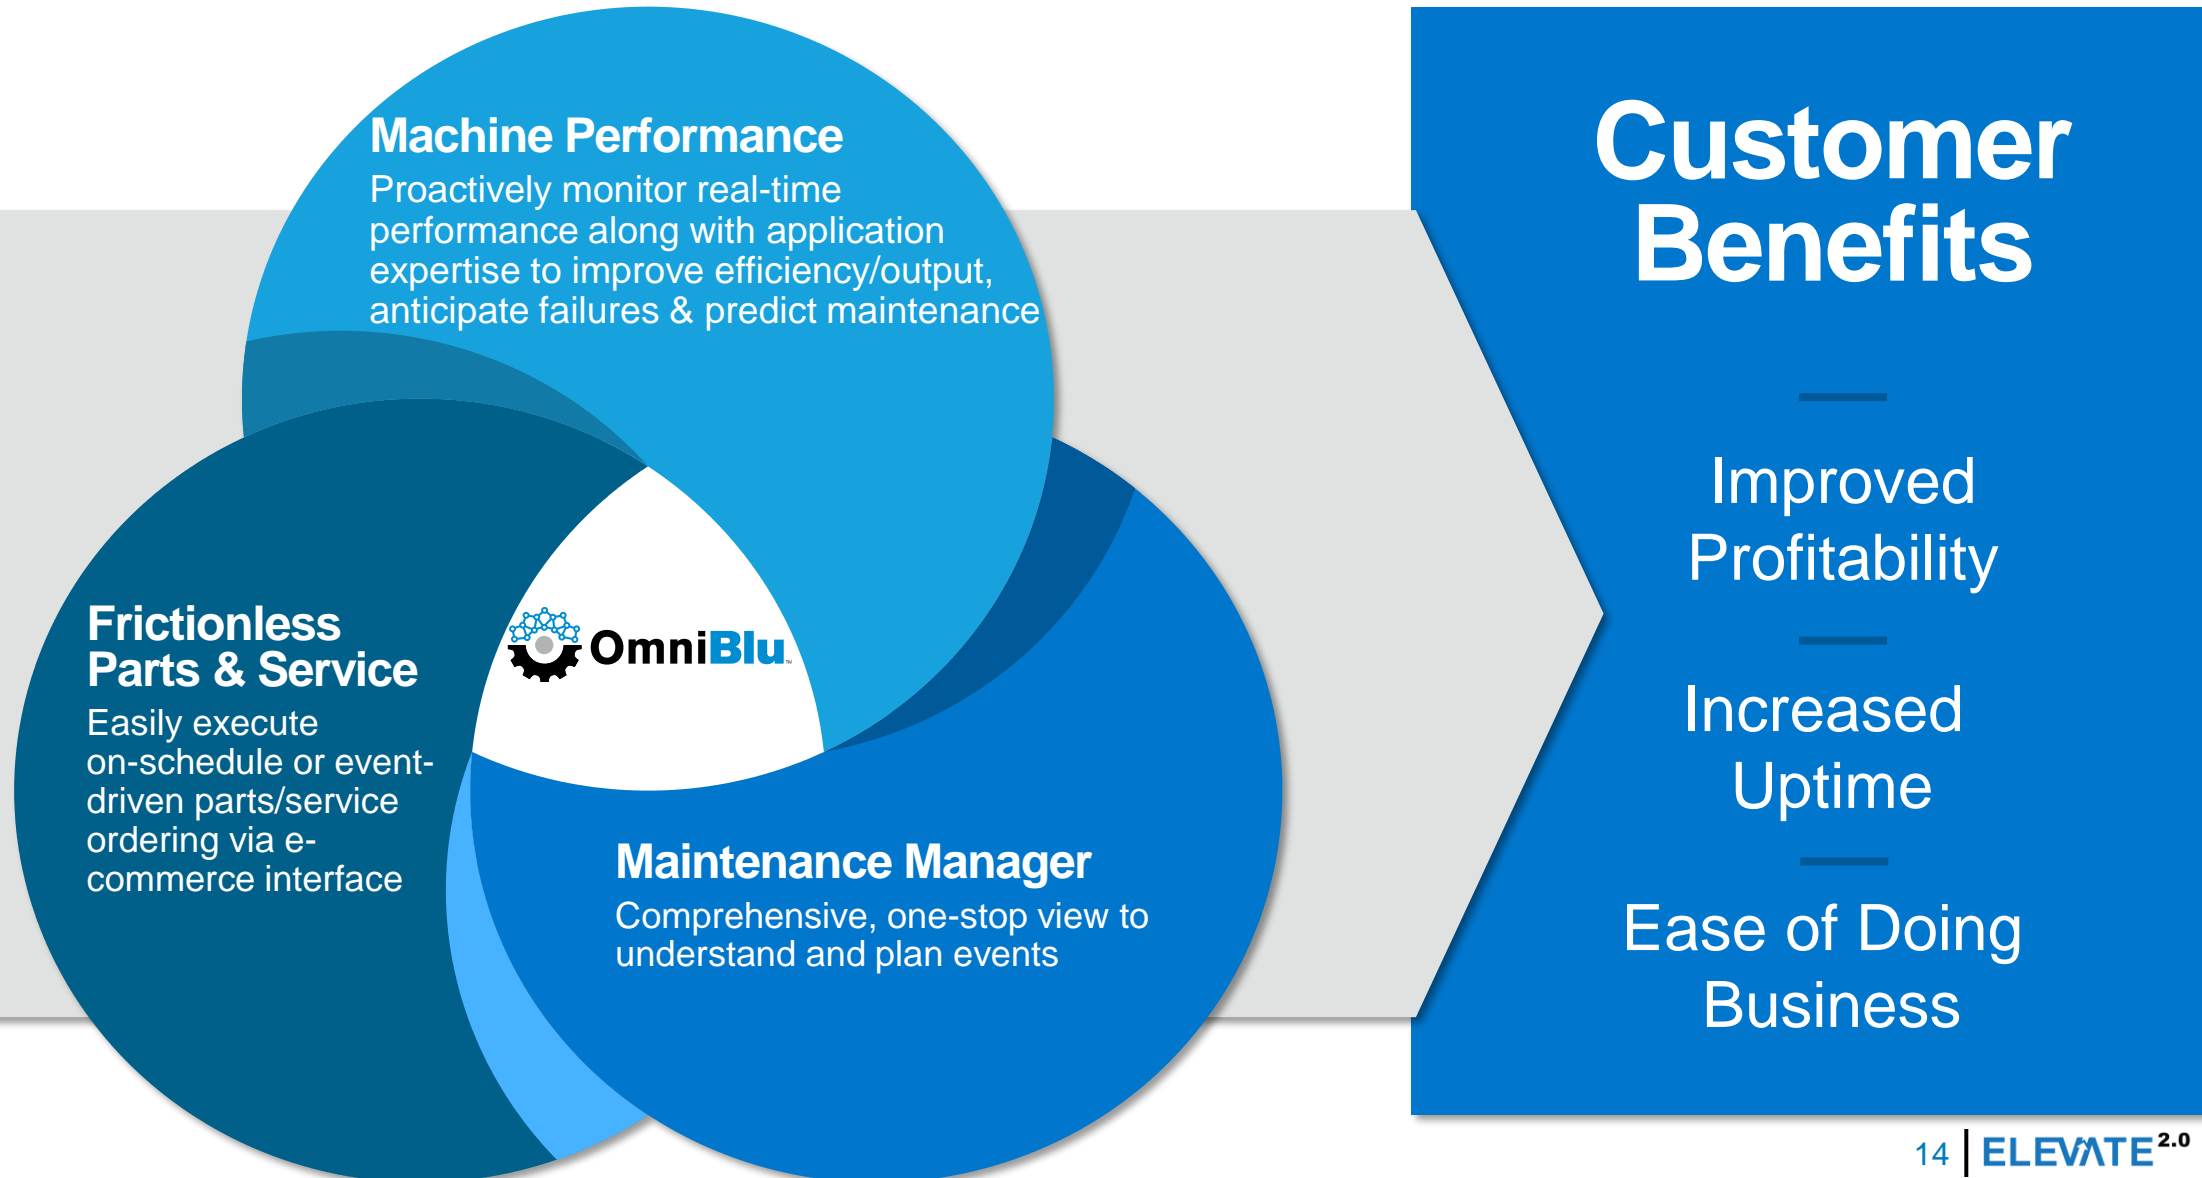 Machine Performance
Proactively monitor real-time
performance along with application
expertise to improve efficiency/output,
anticipate failures & predict maintenance
Frictionless
Parts & Service
Easily execute
on-schedule or event-
driven parts/service
ordering via e-
commerce interface
OmniBlu™
Maintenance Manager
Comprehensive, one-stop view to
understand and plan events
Customer
Benefits
Improved
Profitability
Increased
Uptime
Ease of Doing
Business
14 ELEVATE 2.0